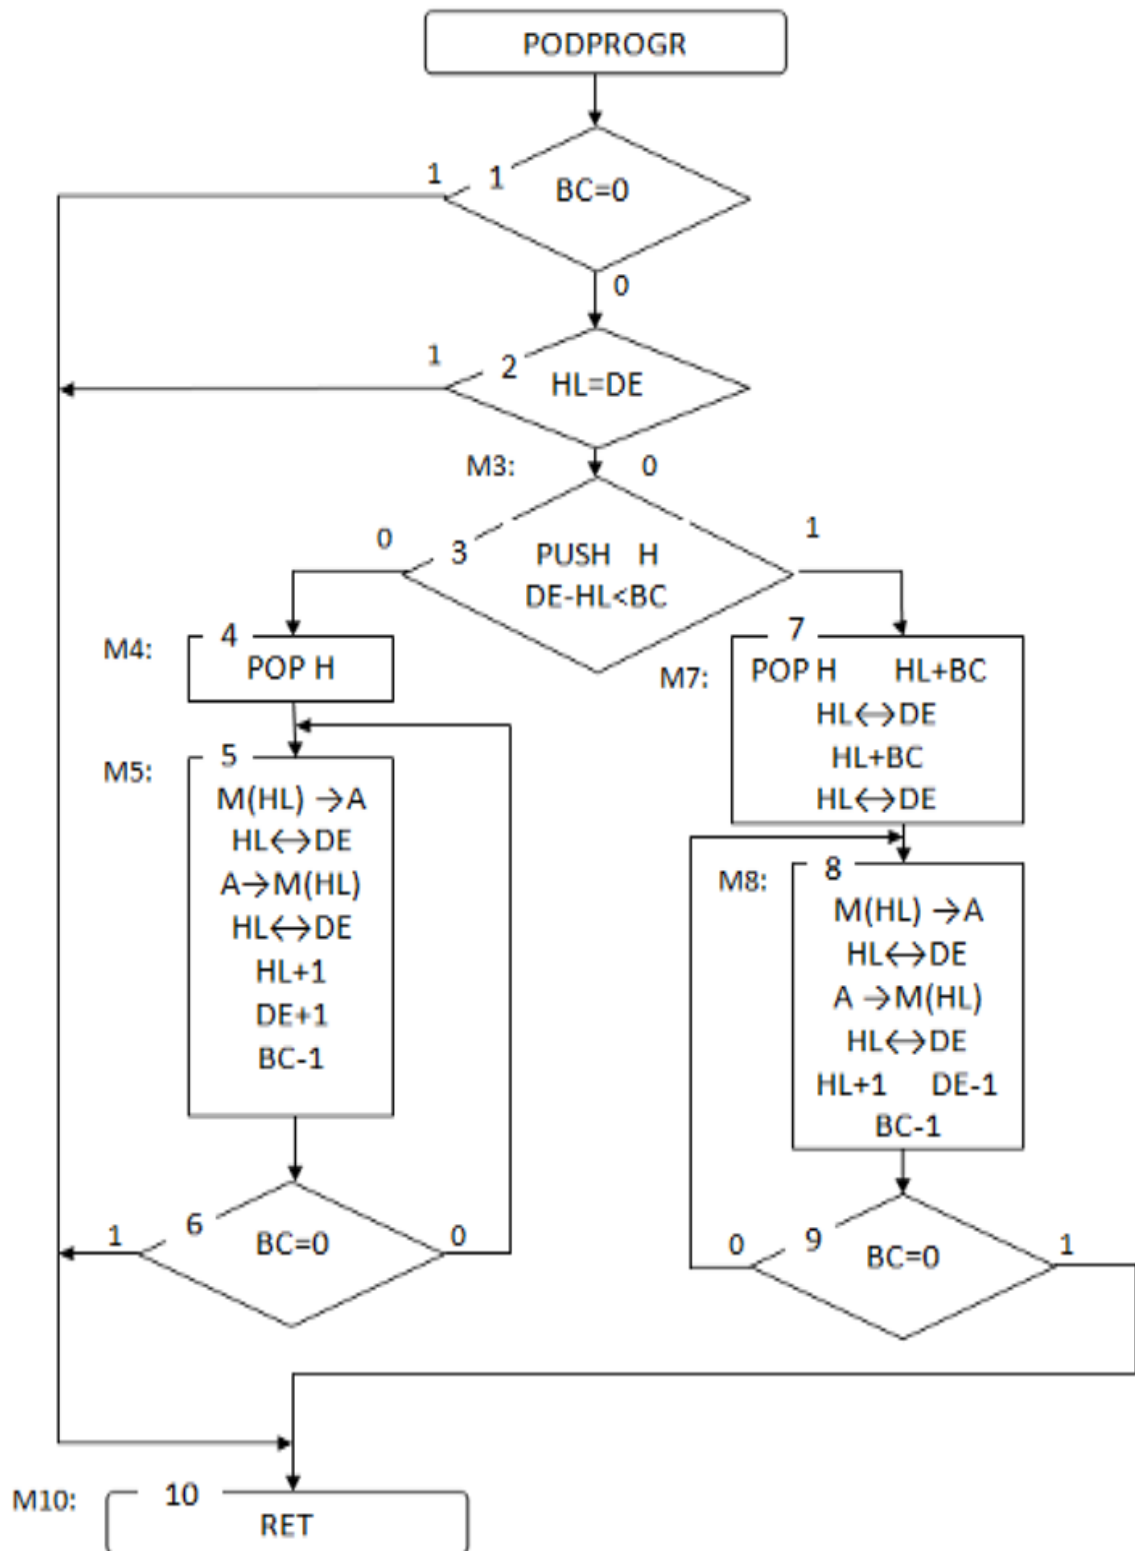 PODPROGR
1 1 BC=0
0
1 2 HL=DE
M3: 0
0 3 PUSH H 1
DE-HL<BC
M4: 4
POP H
M7: 7
POP H HL+BC
HL↔DE
HL+BC
HL↔DE
M5: 5
M(HL) →A
HL↔DE
A→M(HL)
HL↔DE
HL+1
DE+1
BC-1
M8: 8
M(HL) →A
HL↔DE
A →M(HL)
HL↔DE
HL+1 DE-1
BC-1
1 6 BC=0 0
0 9 BC=0 1
M10: 10
RET